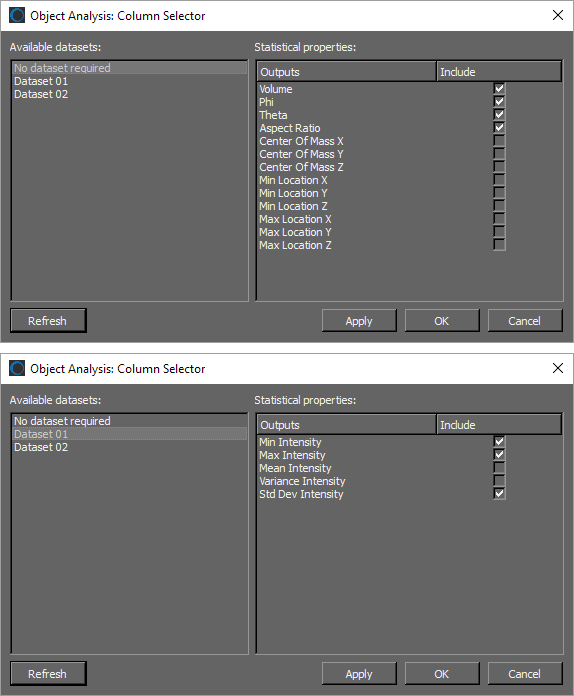 Object Analysis: Column Selector
Available datasets:
No dataset required
Dataset 01
Dataset 02
Statistical properties:
Outputs Include
Volume
Phi
Theta
Aspect Ratio
Center Of Mass X
Center Of Mass Y
Center Of Mass Z
Min Location X
Min Location Y
Min Location Z
Max Location X
Max Location Y
Max Location Z
Refresh Apply OK Cancel
Object Analysis: Column Selector
Available datasets:
No dataset required
Dataset 01
Dataset 02
Statistical properties:
Outputs Include
Min Intensity
Max Intensity
Mean Intensity
Variance Intensity
Std Dev Intensity
Refresh Apply OK Cancel